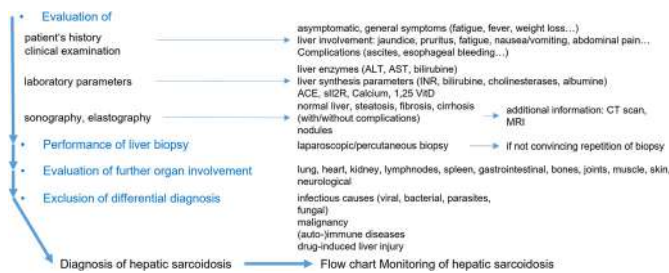 • Evaluation of
patient's history
clinical examination
asymptomatic, general symptoms (fatigue, fever, weight loss…)
liver involvement: jaundice, pruritus, fatigue, nausea/vomiting, abdominal pain…
Complications (ascites, esophageal bleeding…)
laboratory parameters
liver enzymes (ALT, AST, bilirubine)
liver synthesis parameters (INR, bilirubine, cholinesterases, albumine)
ACE, sIl2R, Calcium, 1,25 VitD
sonography, elastography
normal liver, steatosis, fibrosis, cirrhosis
(with/without complications)
nodules
additional information: CT scan,
MRI
• Performance of liver biopsy
laparoscopic/percutaneous biopsy
if not convincing repetition of biopsy
• Evaluation of further organ involvement
lung, heart, kidney, lymphnodes, spleen, gastrointestinal, bones, joints, muscle, skin,
neurological
• Exclusion of differential diagnosis
infectious causes (viral, bacterial, parasites,
fungal)
malignancy
(auto-)immune diseases
drug-induced liver injury
Diagnosis of hepatic sarcoidosis
Flow chart Monitoring of hepatic sarcoidosis